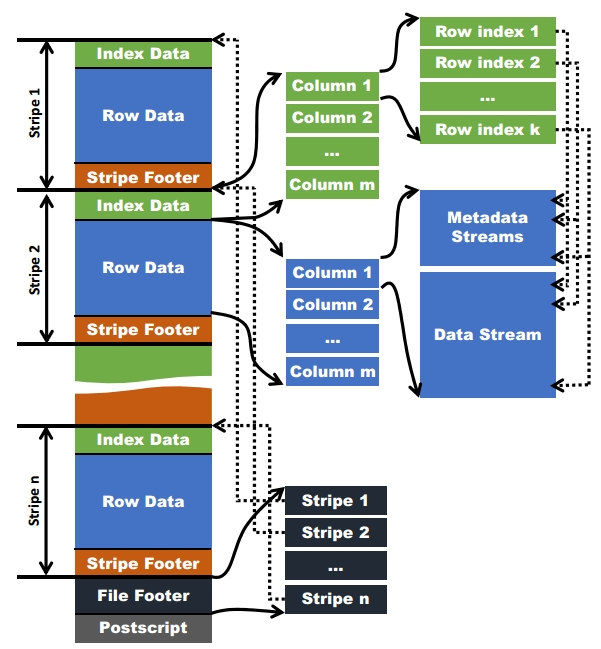 Stripe 1
Index Data
Row Data
Stripe Footer
Stripe 2
Index Data
Row Data
Stripe Footer
Stripe n
Index Data
Row Data
Stripe Footer
File Footer
Postscript
Column 1
Column 2
...
Column m
Column 1
Column 2
...
Column m
Stripe 1
Stripe 2
...
Stripe n
Row index 1
Row index 2
...
Row index k
Metadata
Streams
Data Stream